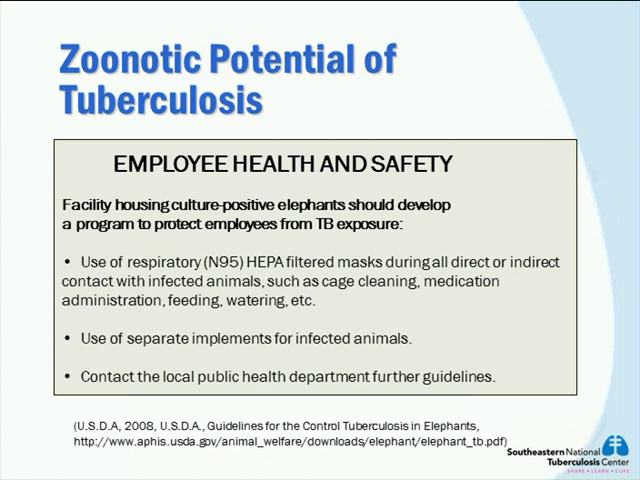 Zoonotic Potential of
Tuberculosis
EMPLOYEE HEALTH AND SAFETY
Facility housing culture-positive elephants should develop
a program to protect employees from TB exposure:
• Use of respiratory (N95) HEPA filtered masks during all direct or indirect
contact with infected animals, such as cage cleaning, medication
administration, feeding, watering, etc.
• Use of separate implements for infected animals.
• Contact the local public health department further guidelines.
(U.S.D.A, 2008, U.S.D.A., Guidelines for the Control Tuberculosis in Elephants,
http://www.aphis.usda.gov/animal_welfare/downloads/elephant/elephant_tb.pdf)
Southeastern National
Tuberculosis Center
SHARE • LEARN • CURE